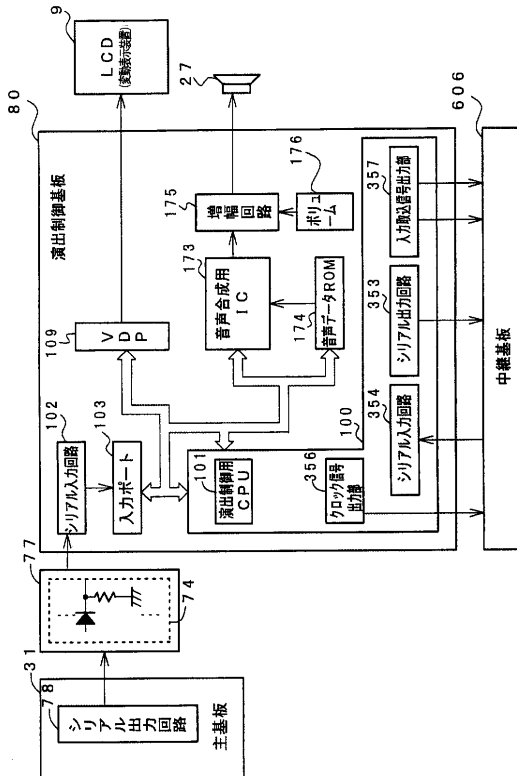 31
78
シリアル出力回路
主基板
77
74
80
演出制御基板
102
シリアル入力回路
103
入力ポート
109
VDP
9
LCD
(変動表示装置)
27
101
演出制御用
CPU
100
356
クロック信号
出力部
173
音声合成用
IC
174
音声データROM
175
増幅
回路
176
ボリュ
ーム
354
シリアル入力回路
353
シリアル出力回路
357
入力取込信号出力部
606
中継基板